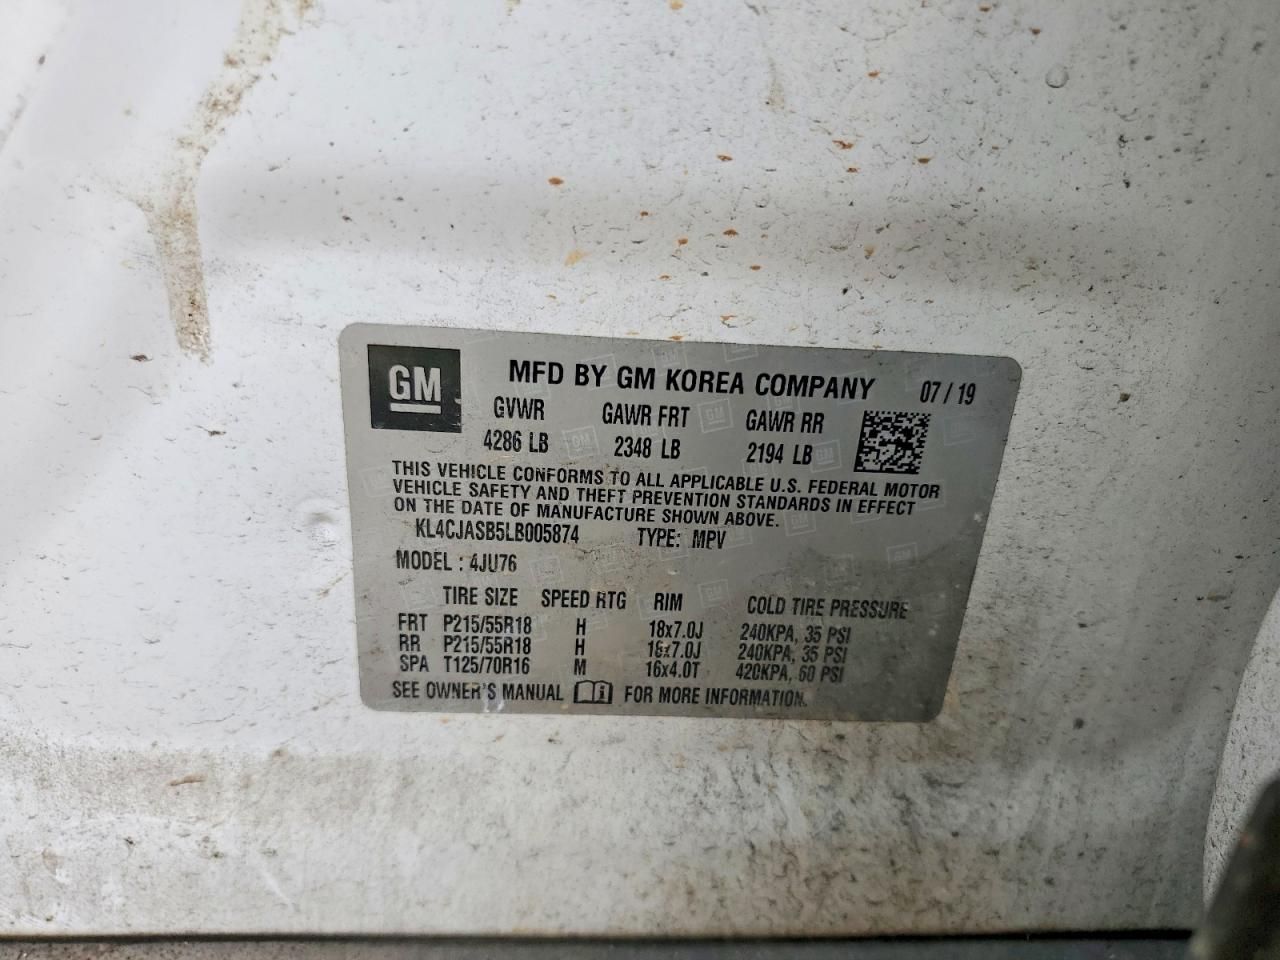 GM
MFD BY GM KOREA COMPANY 07/19
GVWR GAWR FRT GAWR RR
4286 LB 2348 LB 2194 LB
THIS VEHICLE CONFORMS TO ALL APPLICABLE U.S. FEDERAL MOTOR
VEHICLE SAFETY AND THEFT PREVENTION STANDARDS IN EFFECT
ON THE DATE OF MANUFACTURE SHOWN ABOVE.
KL4CJASB5LB005874 TYPE: MPV
MODEL : 4JU76
TIRE SIZE SPEED RTG RIM COLD TIRE PRESSURE
FRT P215/55R18 H 18x7.0J 240KPA, 35 PSI
RR P215/55R18 H 18x7.0J 240KPA, 35 PSI
SPA T125/70R16 M 16x4.0T 420KPA, 60 PSI
SEE OWNER'S MANUAL i FOR MORE INFORMATION.